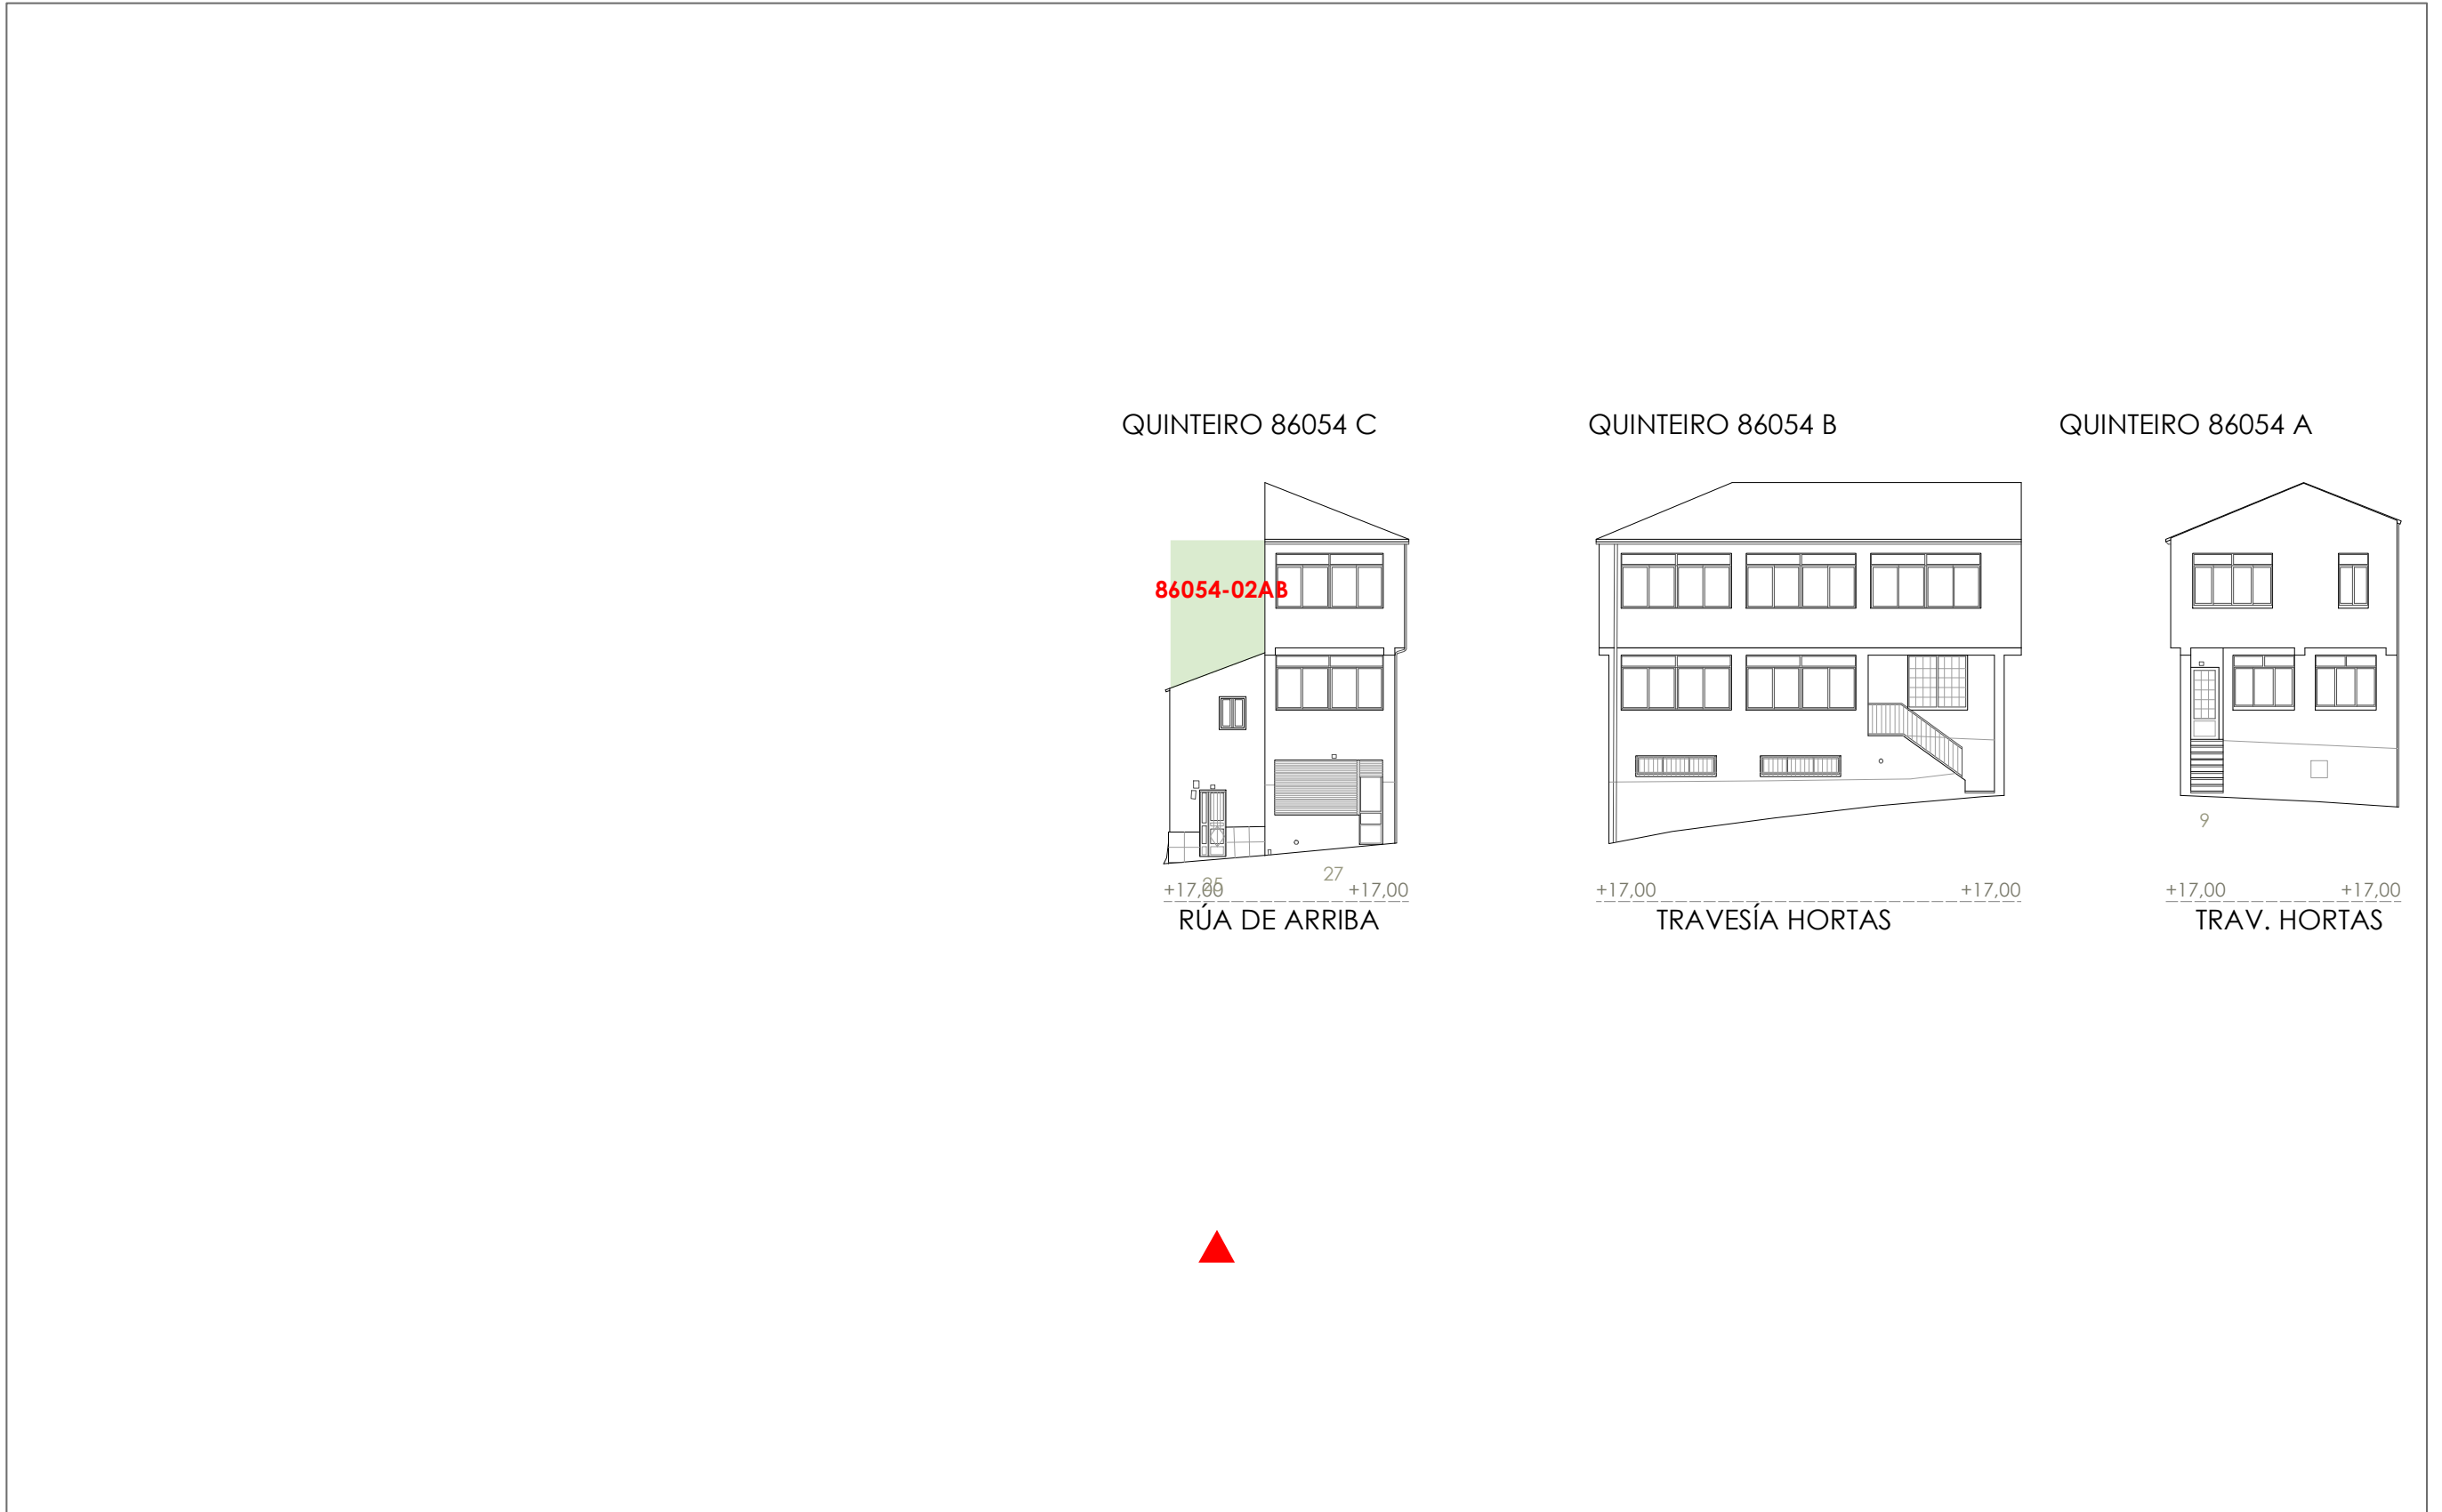 QUINTEIRO 86054 C
QUINTEIRO 86054 B
QUINTEIRO 86054 A
86054-02AB
9
25
27
+17,00
+17,00
+17,00
+17,00
+17,00
+17,00
RÚA DE ARRIBA
TRAVESÍA HORTAS
TRAV. HORTAS